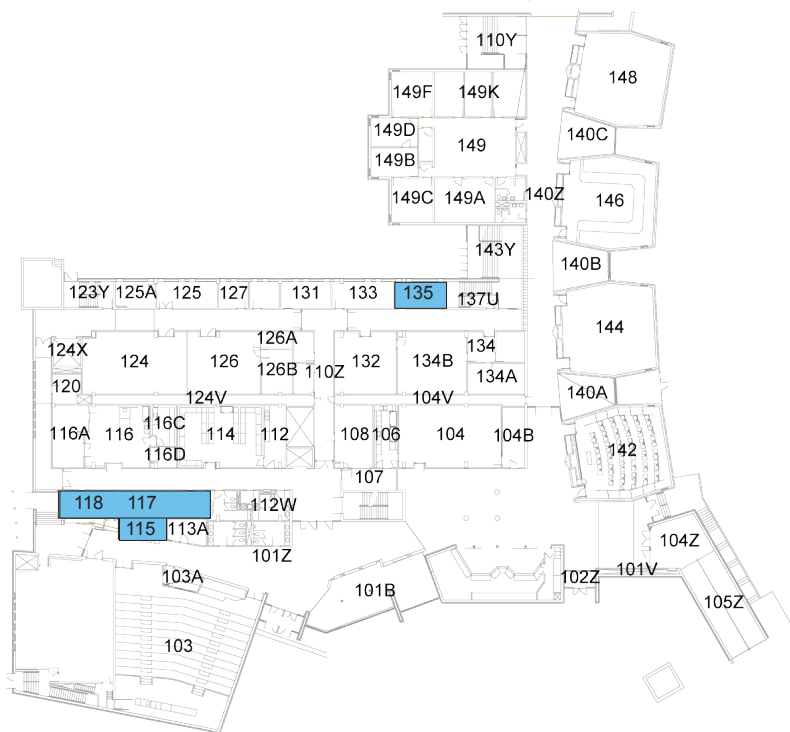 110Y
148
149F 149K
149D
140C
149
149B
149C 149A
140Z
146
143Y
140B
123Y 125A 125 127 131 133 135 137U
144
126A
124X 124 126 132 134B 134
126B 110Z 134A
120
140A
124V 104V
116C
116A 116 114 112 108 106 104 104B
116D
142
107
118 117 112W
115 113A
101Z
104Z
103A
101B
102Z 101V
105Z
103